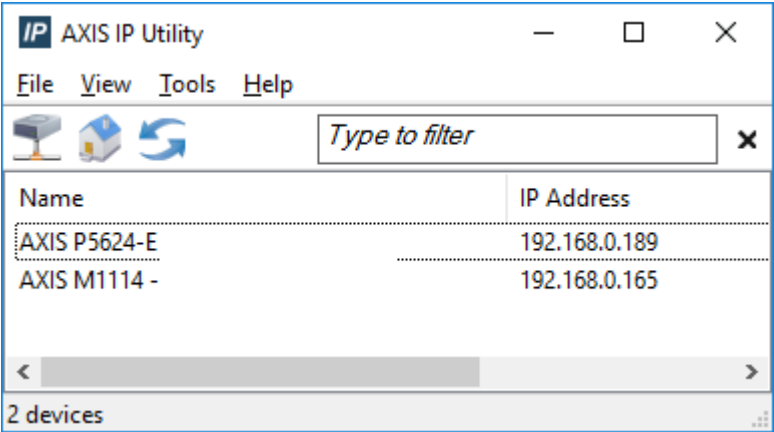 IP AXIS IP Utility
File View Tools Help
Type to filter
Name IP Address
AXIS P5624-E 192.168.0.189
AXIS M1114 - 192.168.0.165
2 devices